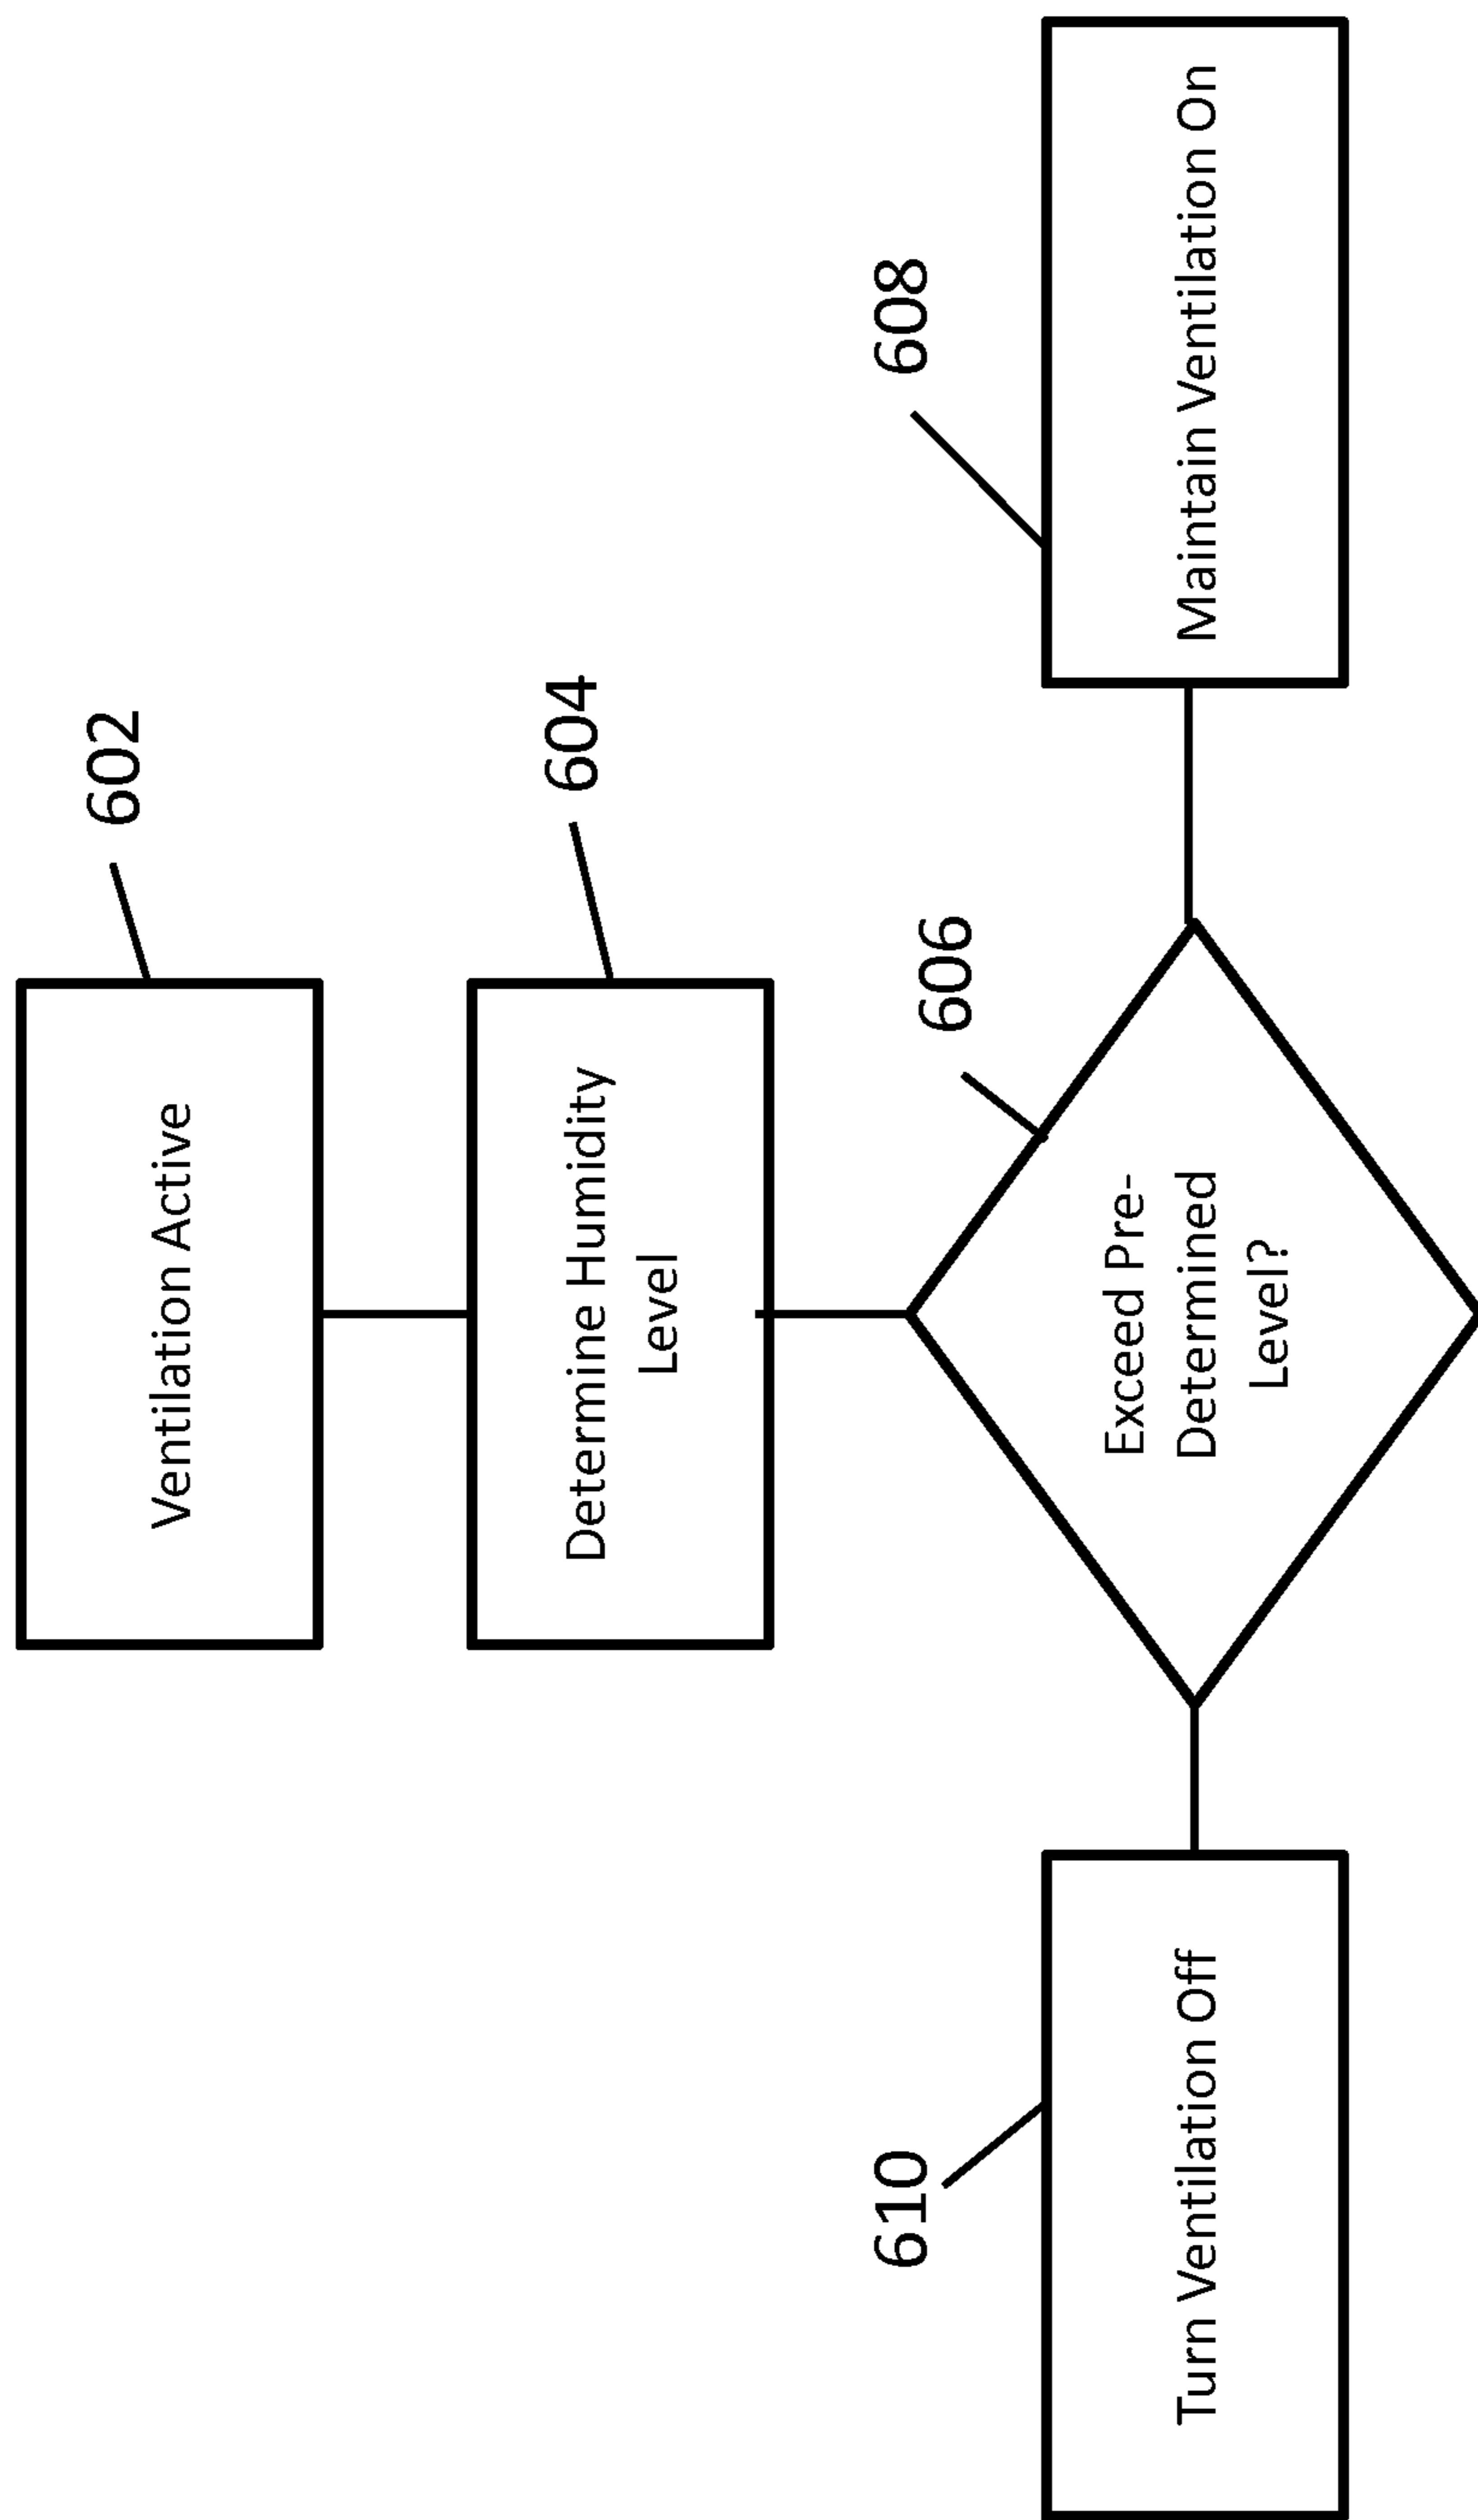 602
Ventilation Active
604
Determine Humidity
Level
606
Exceed Pre-
Determined
Level?
610
Turn Ventilation Off
608
Maintain Ventilation On